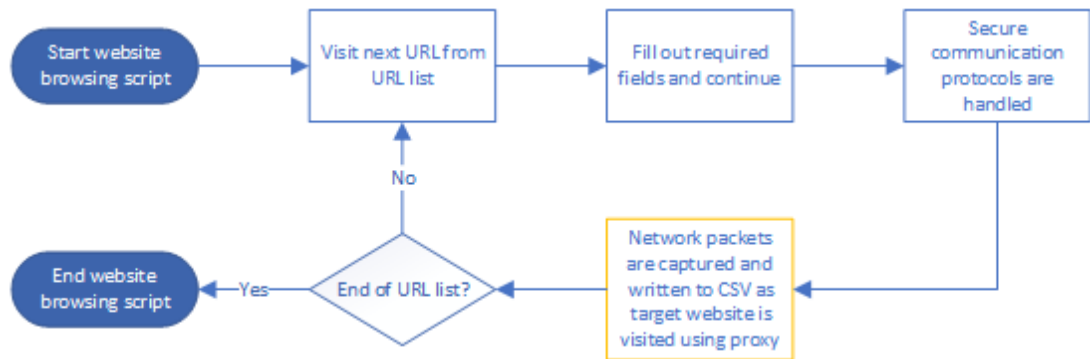 Start website
browsing script
Visit next URL from
URL list
Fill out required
fields and continue
Secure
communication
protocols are
handled
No
End website
browsing script
Yes
End of URL list?
Network packets
are captured and
written to CSV as
target website is
visited using proxy